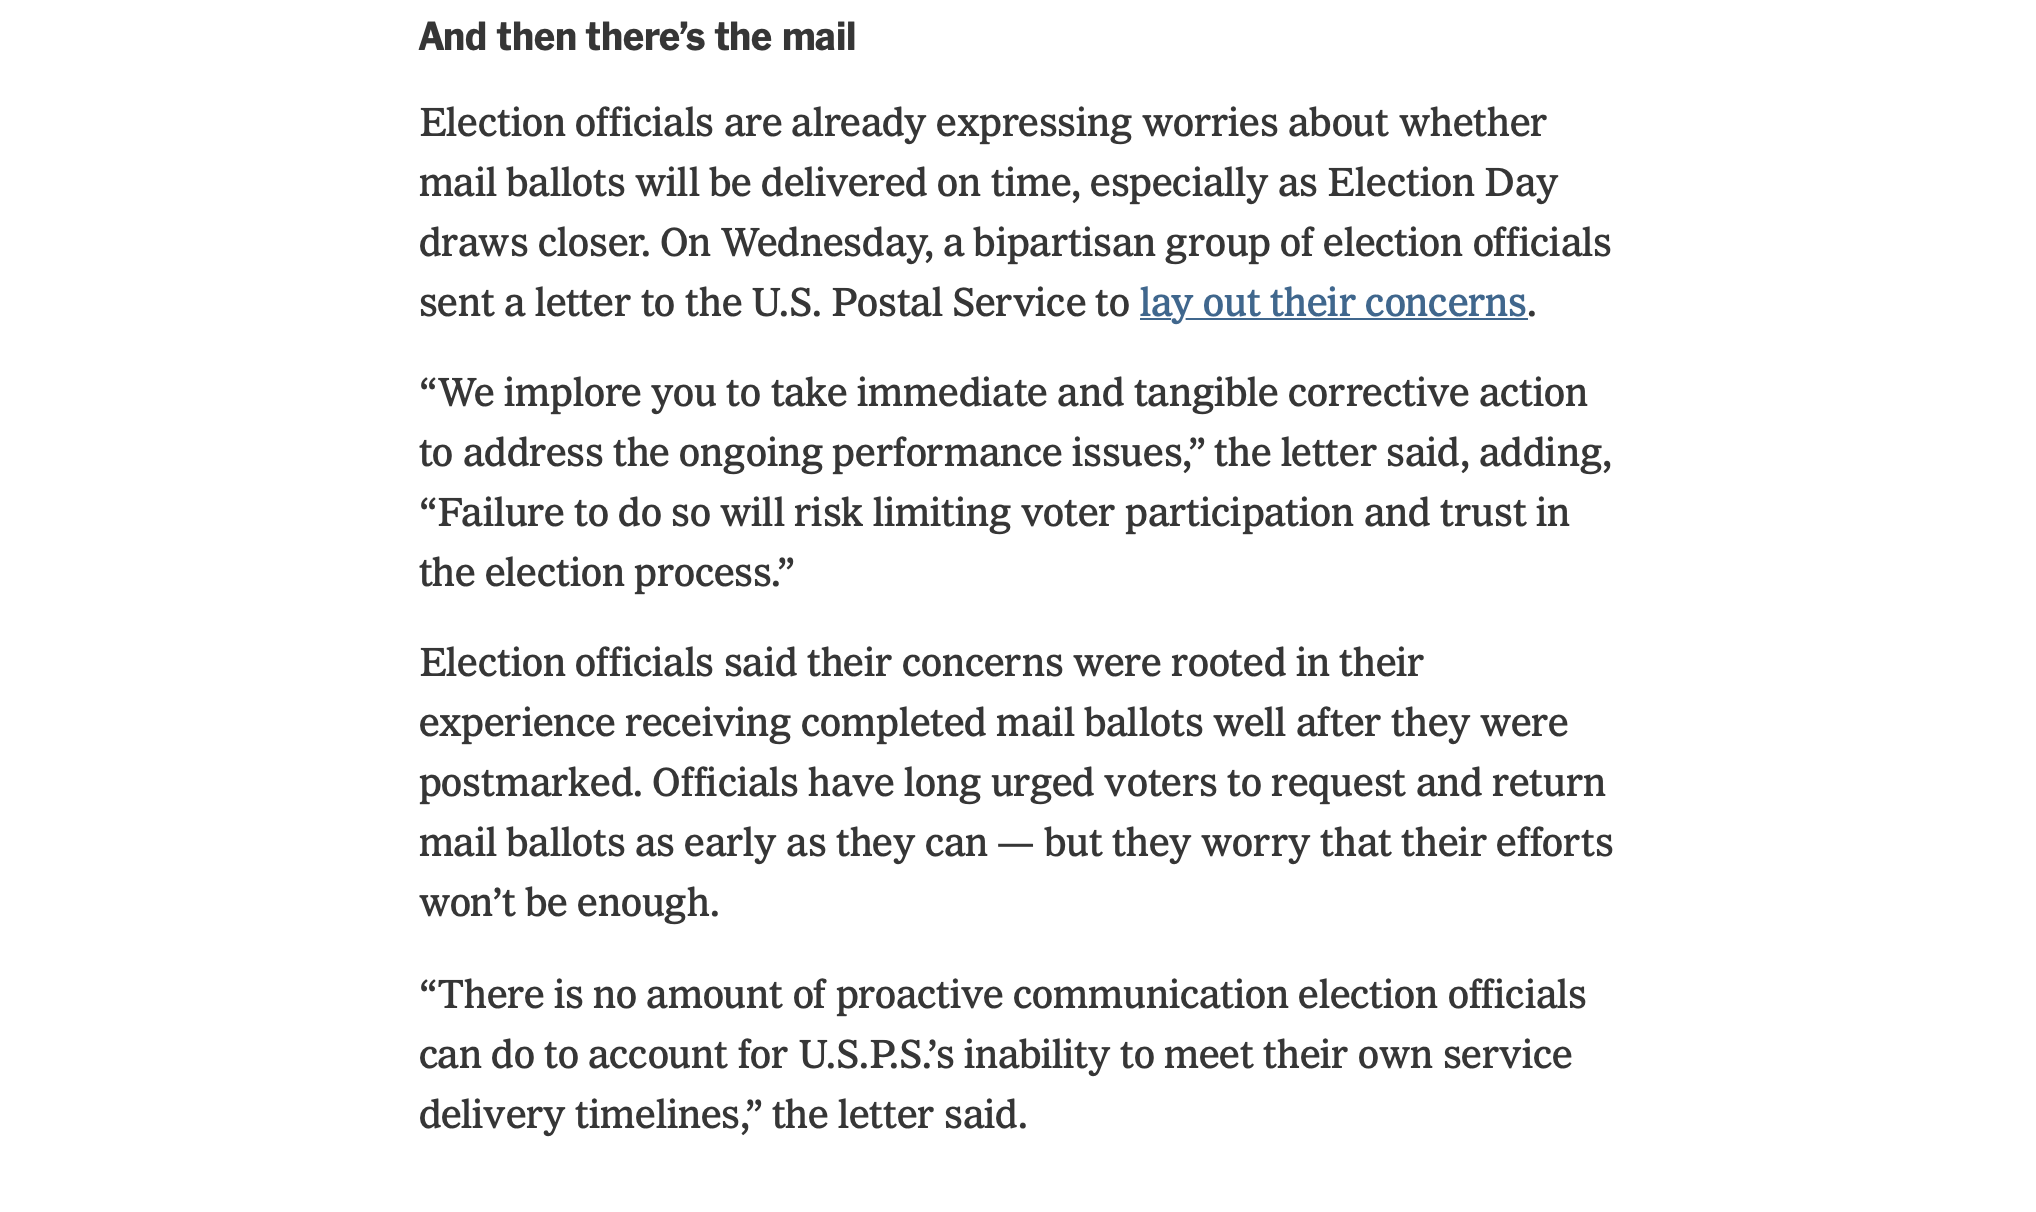 And then there’s the mail
Election officials are already expressing worries about whether
mail ballots will be delivered on time, especially as Election Day
draws closer. On Wednesday, a bipartisan group of election officials
sent a letter to the U.S. Postal Service to lay out their concerns.
“We implore you to take immediate and tangible corrective action
to address the ongoing performance issues,” the letter said, adding,
“Failure to do so will risk limiting voter participation and trust in
the election process.”
Election officials said their concerns were rooted in their
experience receiving completed mail ballots well after they were
postmarked. Officials have long urged voters to request and return
mail ballots as early as they can — but they worry that their efforts
won’t be enough.
“There is no amount of proactive communication election officials
can do to account for U.S.P.S.’s inability to meet their own service
delivery timelines,” the letter said.